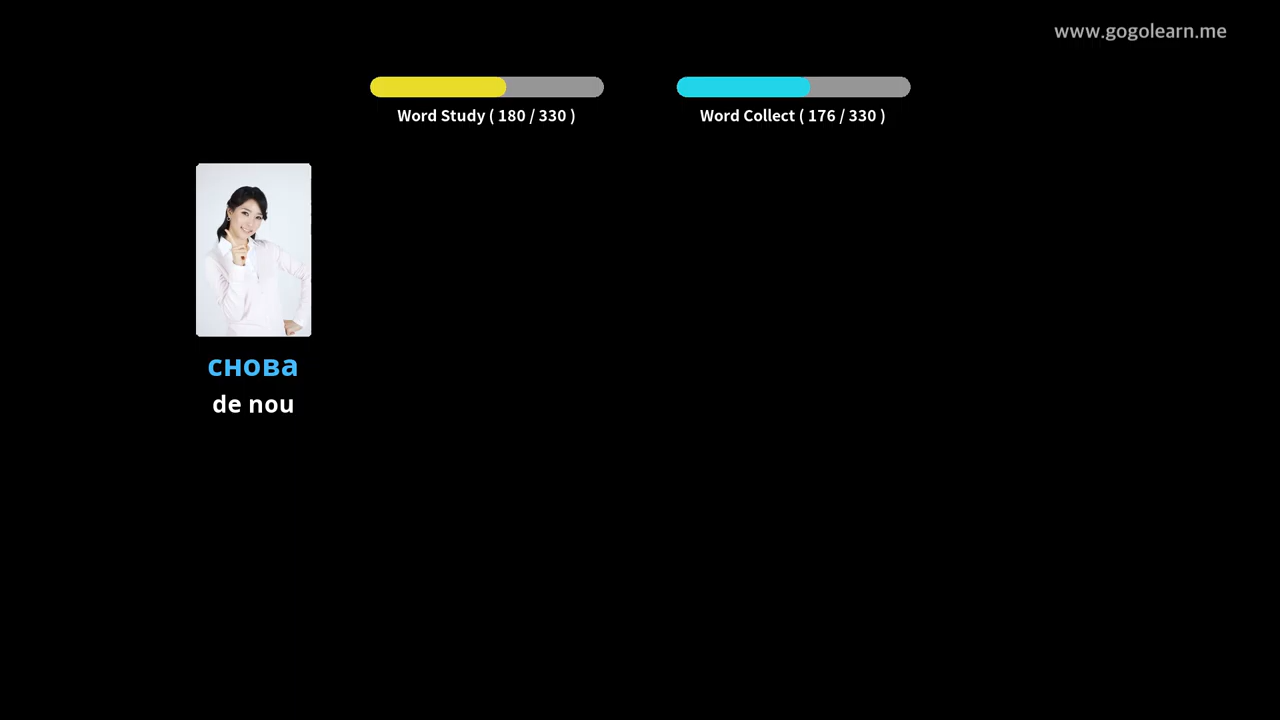 www.gogolearn.me
Word Study ( 180 / 330 )
Word Collect ( 176 / 330 )
снова
de nou